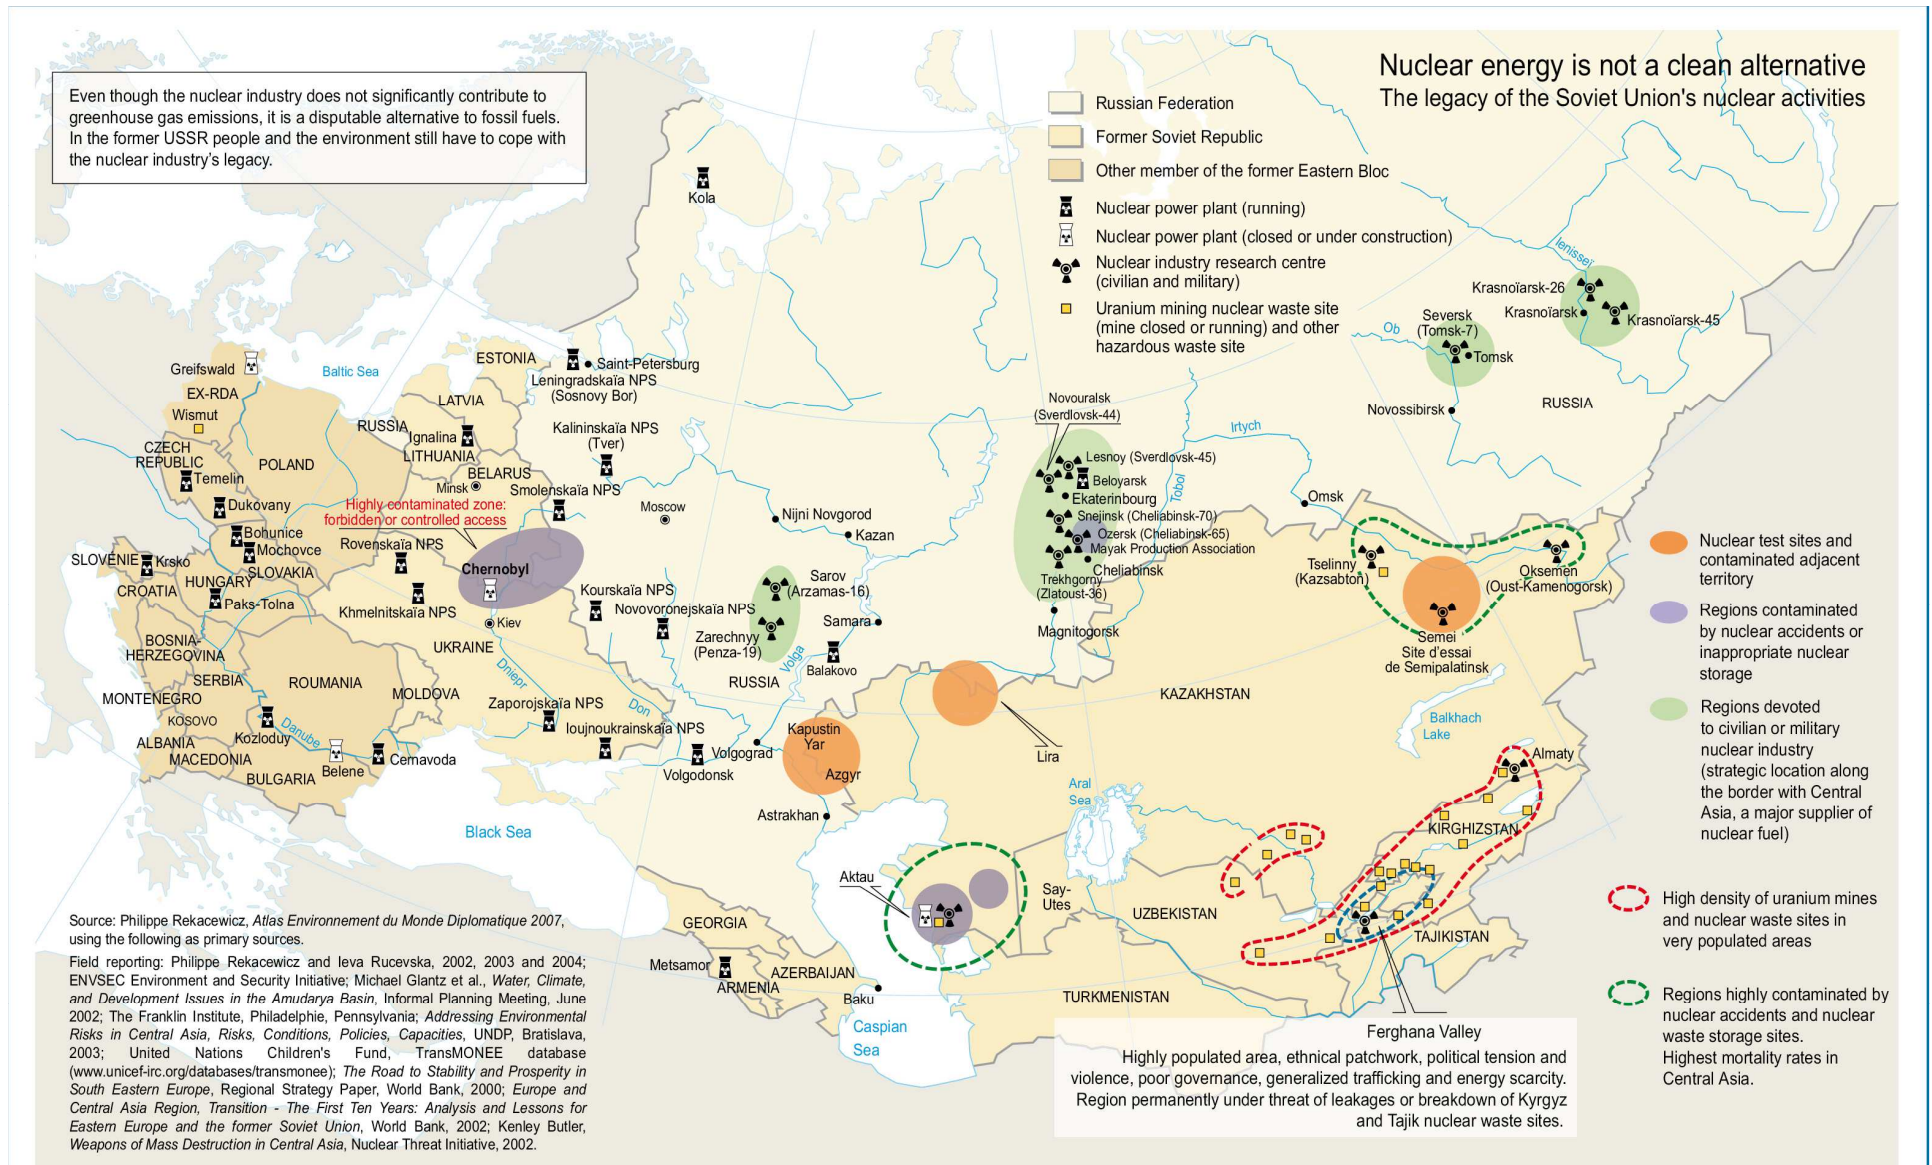 Nuclear energy is not a clean alternative
The legacy of the Soviet Union's nuclear activities
Even though the nuclear industry does not significantly contribute to
greenhouse gas emissions, it is a disputable alternative to fossil fuels.
In the former USSR people and the environment still have to cope with
the nuclear industry's legacy.
Russian Federation
Former Soviet Republic
Other member of the former Eastern Bloc
Nuclear power plant (running)
Nuclear power plant (closed or under construction)
Nuclear industry research centre
(civilian and military)
Uranium mining nuclear waste site
(mine closed or running) and other
hazardous waste site
Kola
Ienisseï
Krasnoïarsk-26
Krasnoïarsk
Krasnoïarsk-45
Seversk
(Tomsk-7)
Ob
Tomsk
Novossibirsk
RUSSIA
Greifswald
EX-RDA
Wismut
Baltic Sea
ESTONIA
Saint-Petersburg
Leningradskaïa NPS
(Sosnovy Bor)
LATVIA
RUSSIA
Ignalina
LITHUANIA
Kalininskaïa NPS
(Tver)
CZECH
REPUBLIC
POLAND
BELARUS
Minsk
Temelin
Smolenskaïa NPS
Dukovany
Highly contaminated zone:
forbidden or controlled access
Moscow
Nijni Novgorod
Kazan
Bohunice
Mochovce
Rovenskaïa NPS
SLOVENIE
Krsko
SLOVAKIA
HUNGARY
CROATIA
Paks-Tolna
Chernobyl
Khmelnitskaïa NPS
Kiev
Kourskaïa NPS
Novovoronejskaïa NPS
Sarov
(Arzamas-16)
Zarechnyy
(Penza-19)
Samara
Balakovo
Volga
RUSSIA
BOSNIA-
HERZEGOVINA
UKRAINE
SERBIA
ROUMANIA
MOLDOVA
Dniepr
Don
MONTENEGRO
KOSOVO
Zaporojskaïa NPS
Ioujnoukrainskaïa NPS
Kozloduy
Danube
ALBANIA
MACEDONIA
BULGARIA
Belene
Cernavoda
Volgodonsk
Volgograd
Kapustin
Yar
Azgyr
Astrakhan
Black Sea
Novouralsk
(Sverdlovsk-44)
Lesnoy (Sverdlovsk-45)
Beloyarsk
Ekaterinbourg
Snejinsk (Cheliabinsk-70)
Ozersk (Cheliabinsk-65)
Mayak Production Association
Cheliabinsk
Trekhgorny
(Zlatoust-36)
Magnitogorsk
Tobol
Irtych
Omsk
Tselinny
(Kazsabton)
Oksemen
(Oust-Kamenogorsk)
Semei
Site d'essai
de Semipalatinsk
KAZAKHSTAN
Lira
Balkhach
Lake
Aral
Sea
Almaty
KIRGHIZSTAN
Aktau
Say-
Utes
UZBEKISTAN
TAJIKISTAN
TURKMENISTAN
GEORGIA
Metsamor
ARMENIA
AZERBAIJAN
Baku
Caspian
Sea
Ferghana Valley
Highly populated area, ethnical patchwork, political tension and
violence, poor governance, generalized trafficking and energy scarcity.
Region permanently under threat of leakages or breakdown of Kyrgyz
and Tajik nuclear waste sites.
Nuclear test sites and
contaminated adjacent
territory
Regions contaminated
by nuclear accidents or
inappropriate nuclear
storage
Regions devoted
to civilian or military
nuclear industry
(strategic location along
the border with Central
Asia, a major supplier of
nuclear fuel)
High density of uranium mines
and nuclear waste sites in
very populated areas
Regions highly contaminated by
nuclear accidents and nuclear
waste storage sites.
Highest mortality rates in
Central Asia.
Source: Philippe Rekacewicz, Atlas Environnement du Monde Diplomatique 2007,
using the following as primary sources.
Field reporting: Philippe Rekacewicz and Ieva Rucevska, 2002, 2003 and 2004;
ENVSEC Environment and Security Initiative; Michael Glantz et al., Water, Climate,
and Development Issues in the Amudarya Basin, Informal Planning Meeting, June
2002; The Franklin Institute, Philadelphie, Pennsylvania; Addressing Environmental
Risks in Central Asia, Risks, Conditions, Policies, Capacities, UNDP, Bratislava,
2003; United Nations Children's Fund, TransMONEE database
(www.unicef-irc.org/databases/transmonee); The Road to Stability and Prosperity in
South Eastern Europe, Regional Strategy Paper, World Bank, 2000; Europe and
Central Asia Region, Transition - The First Ten Years: Analysis and Lessons for
Eastern Europe and the former Soviet Union, World Bank, 2002; Kenley Butler,
Weapons of Mass Destruction in Central Asia, Nuclear Threat Initiative, 2002.